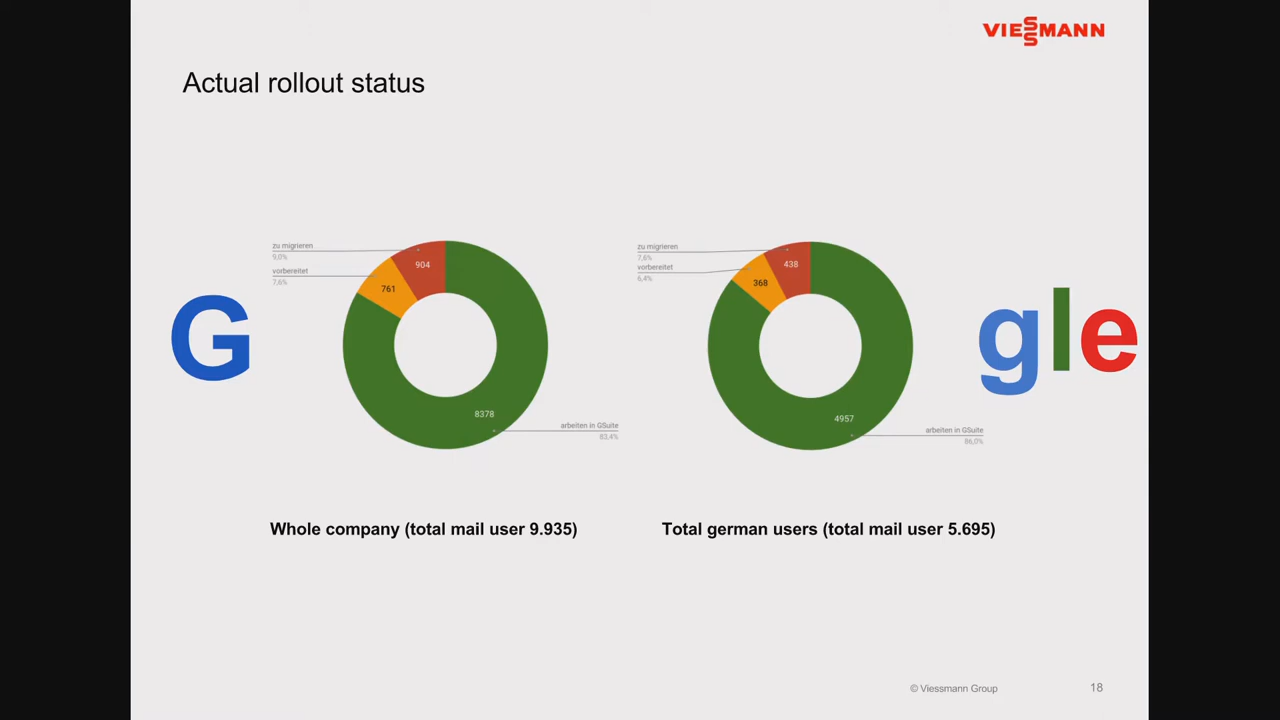 VIESSMANN
Actual rollout status
zu migrieren
9,0%
vorbereitet
7,6%
904
761
8378
arbeiten in GSuite
83,4%
zu migrieren
7,6%
vorbereitet
6,4%
438
368
4957
arbeiten in GSuite
86,0%
G gle
Whole company (total mail user 9.935)
Total german users (total mail user 5.695)
© Viessmann Group
18